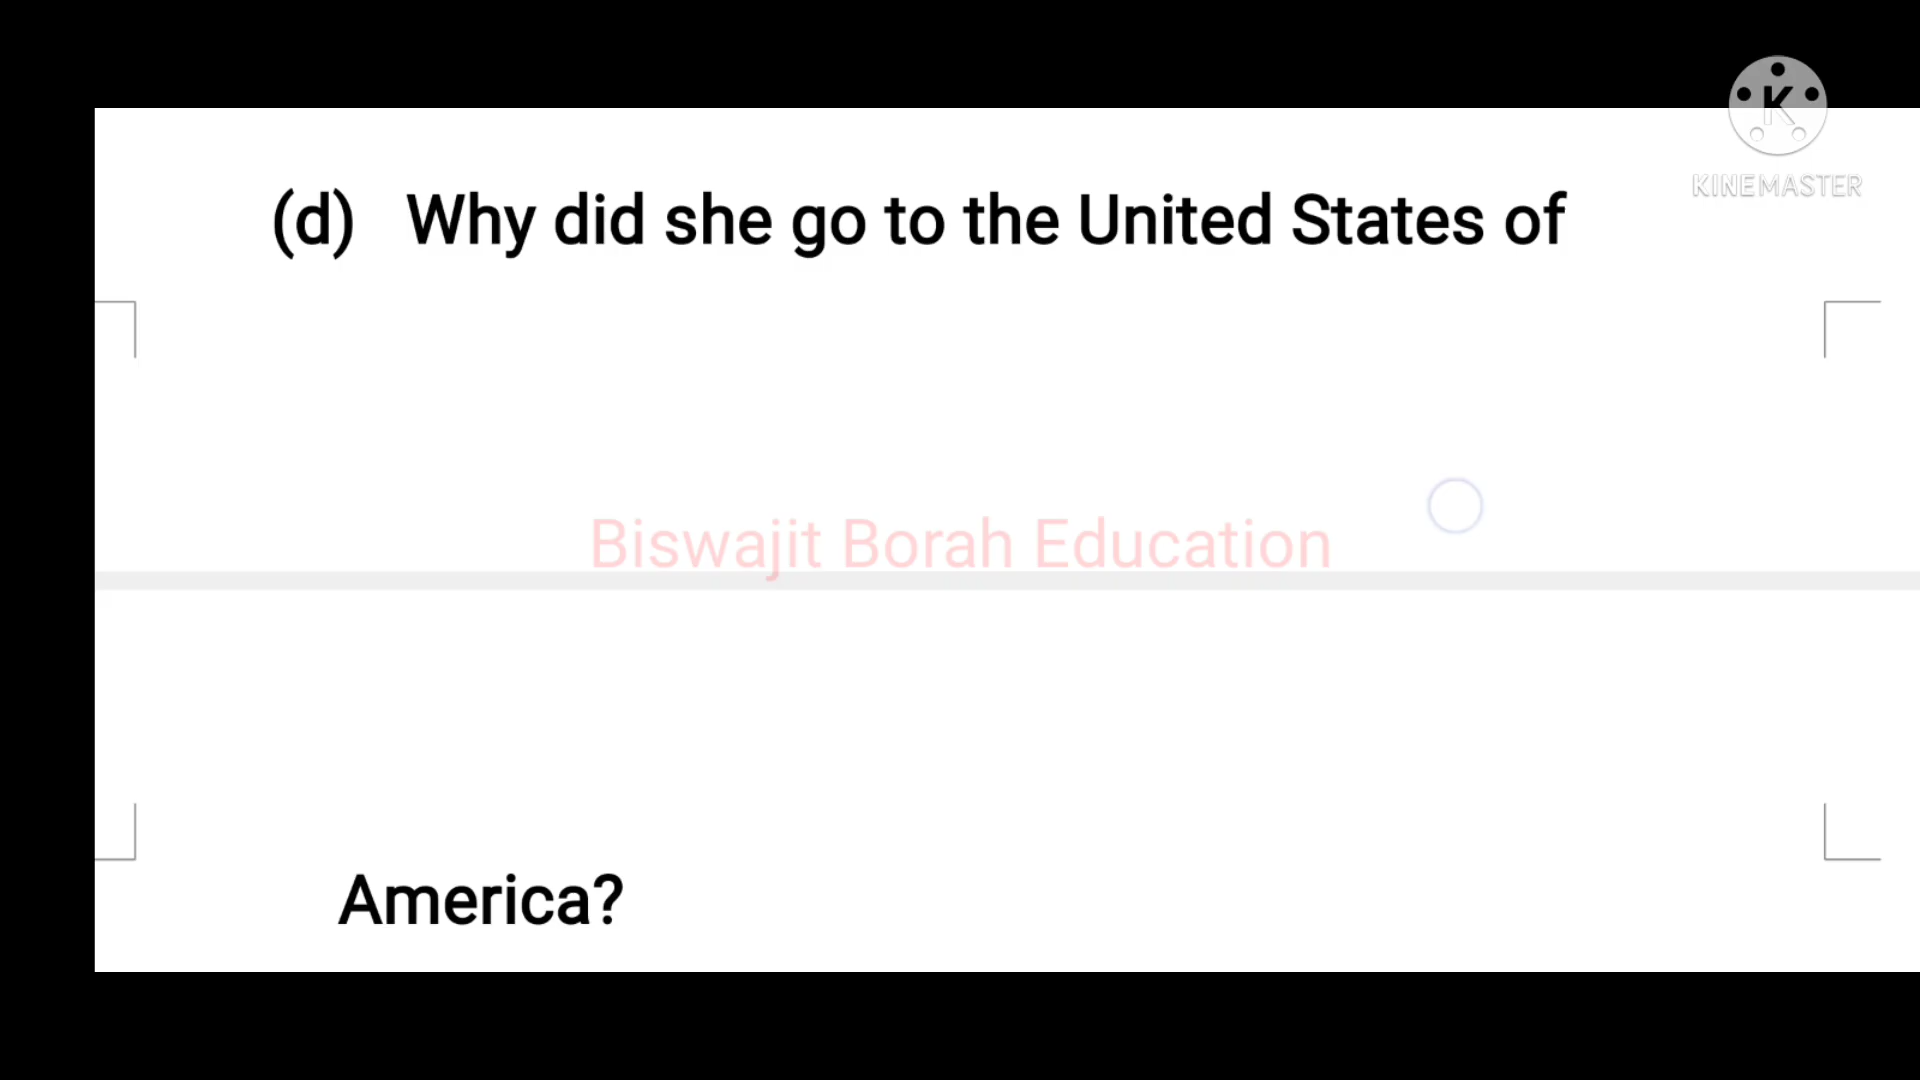 K
KINEMASTER
(d) Why did she go to the United States of
Biswajit Borah Education
America?